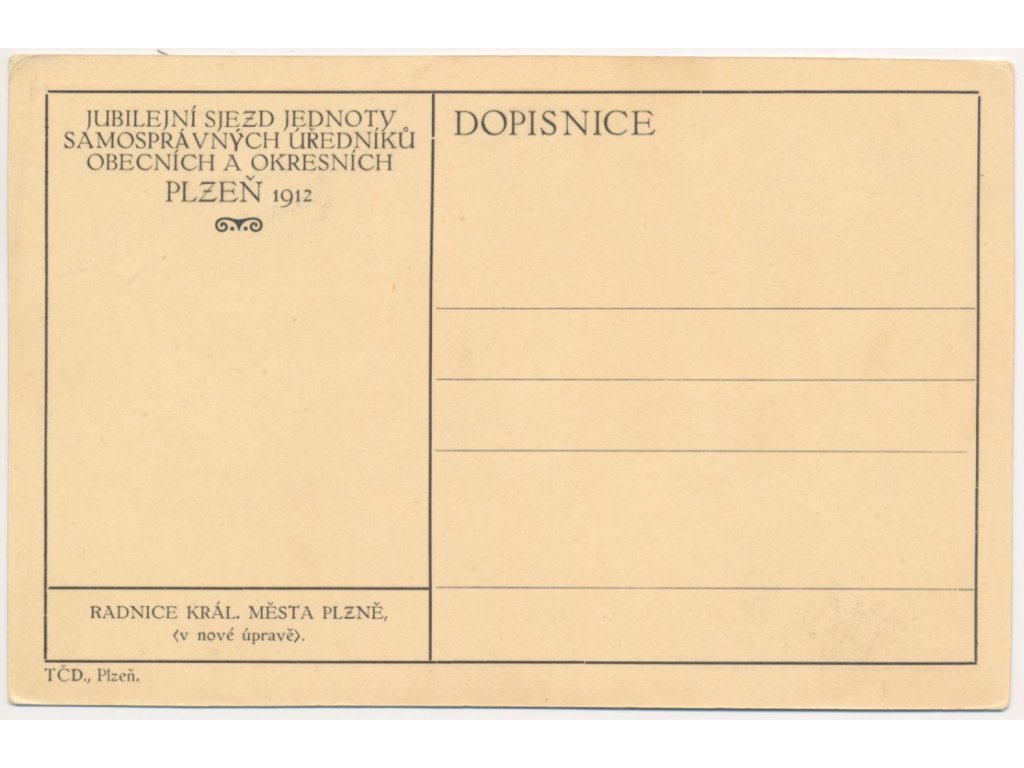 JUBILEJNÍ SJEZD JEDNOTY
SAMOSPRÁVNÝCH ÚŘEDNÍKŮ
OBECNÍCH A OKRESNÍCH
PLZEŇ 1912
DOPISNICE
RADNICE KRÁL. MĚSTA PLZNĚ,
(v nové úpravě).
TČD., Plzeň.